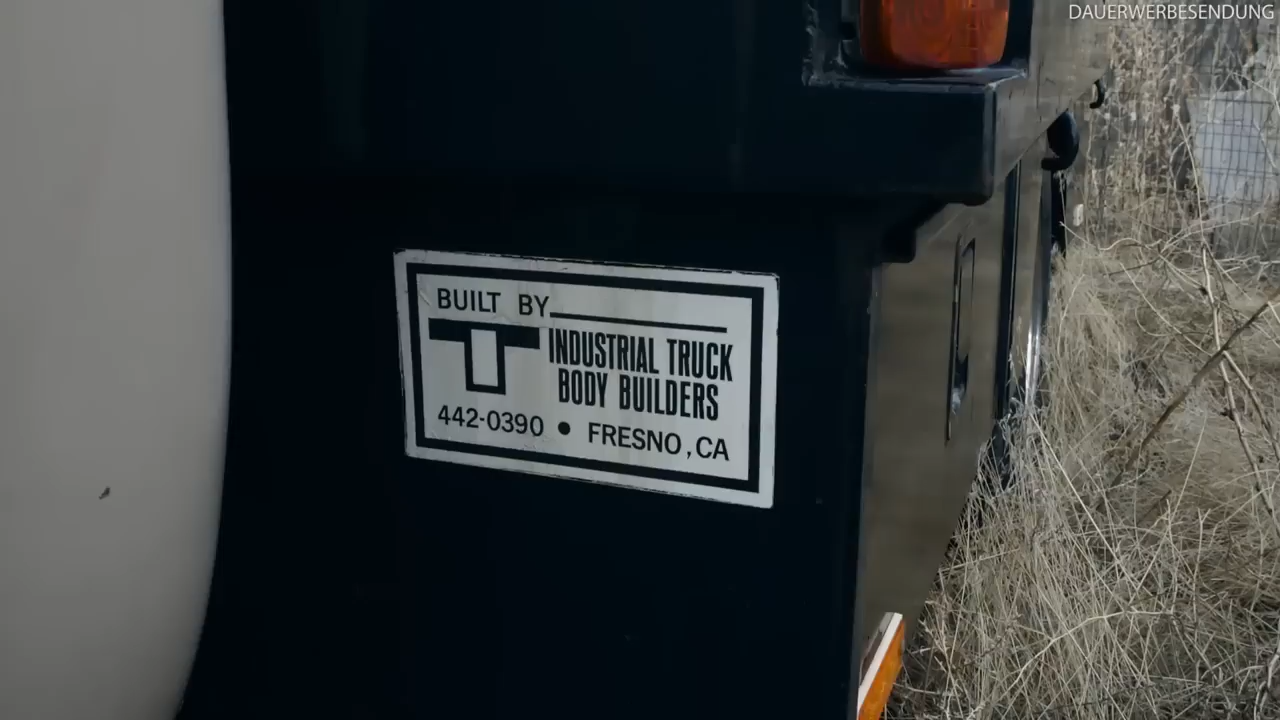 DAUERWERBESENDUNG
BUILT BY
INDUSTRIAL TRUCK
BODY BUILDERS
442-0390 • FRESNO, CA